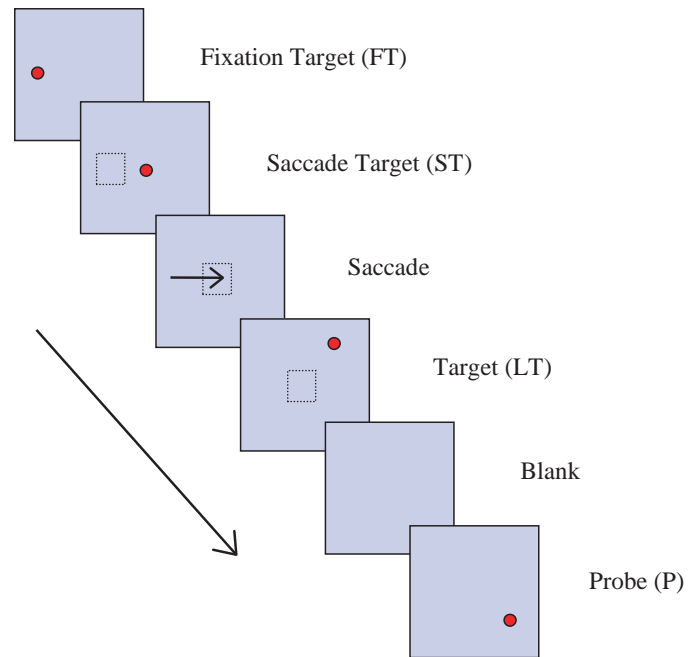 Fixation Target (FT)
Saccade Target (ST)
Saccade
Target (LT)
Blank
Probe (P)